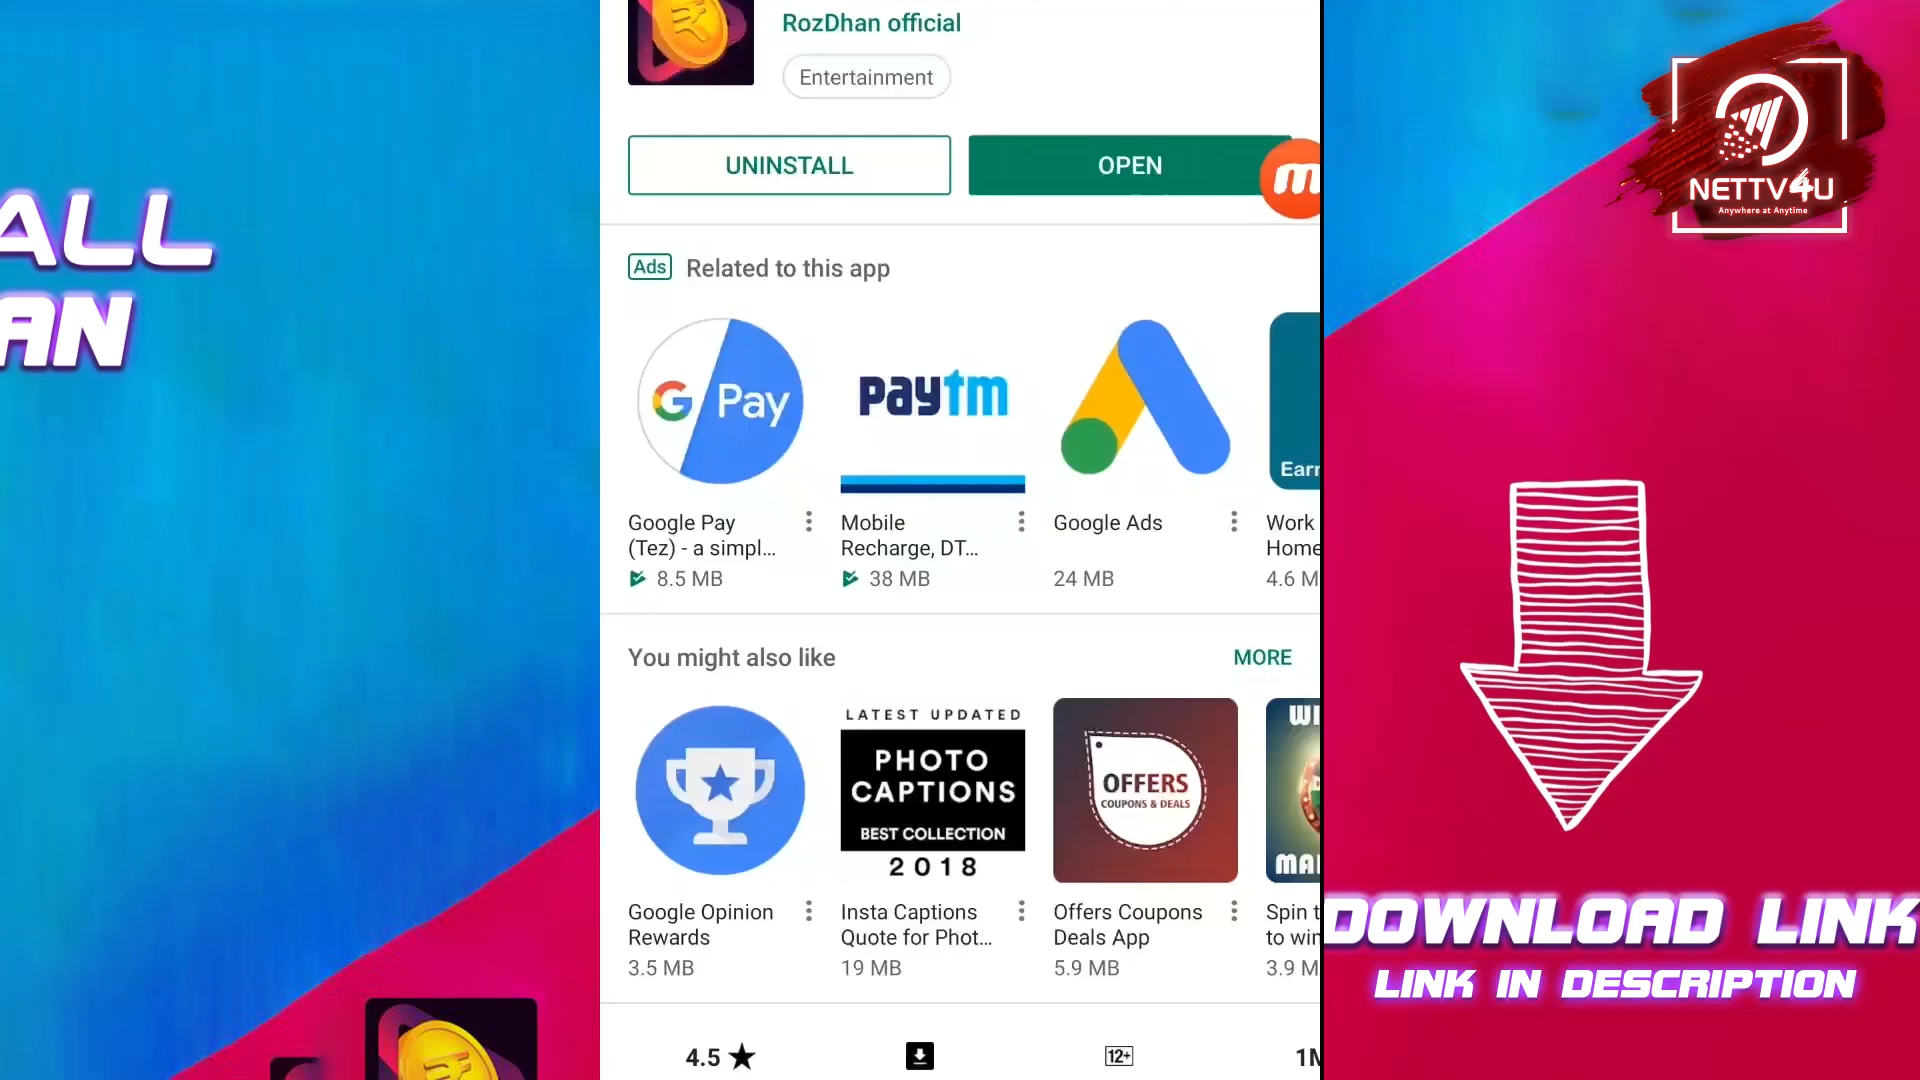 ALL
AN
RozDhan official
Entertainment
UNINSTALL
OPEN
m
Ads Related to this app
G Pay
paytm
Earn
Google Pay
(Tez) - a simpl...
8.5 MB
Mobile
Recharge, DT...
38 MB
Google Ads
24 MB
Work
Home
4.6 M
You might also like
MORE
LATEST UPDATED
PHOTO
CAPTIONS
BEST COLLECTION
2018
OFFERS
COUPONS & DEALS
WI
MA
Google Opinion
Rewards
3.5 MB
Insta Captions
Quote for Phot...
19 MB
Offers Coupons
Deals App
5.9 MB
Spin t
to win
3.9 M
4.5 ★
12+
1M
NETTV4U
Anywhere at Anytime
DOWNLOAD LINK
LINK IN DESCRIPTION